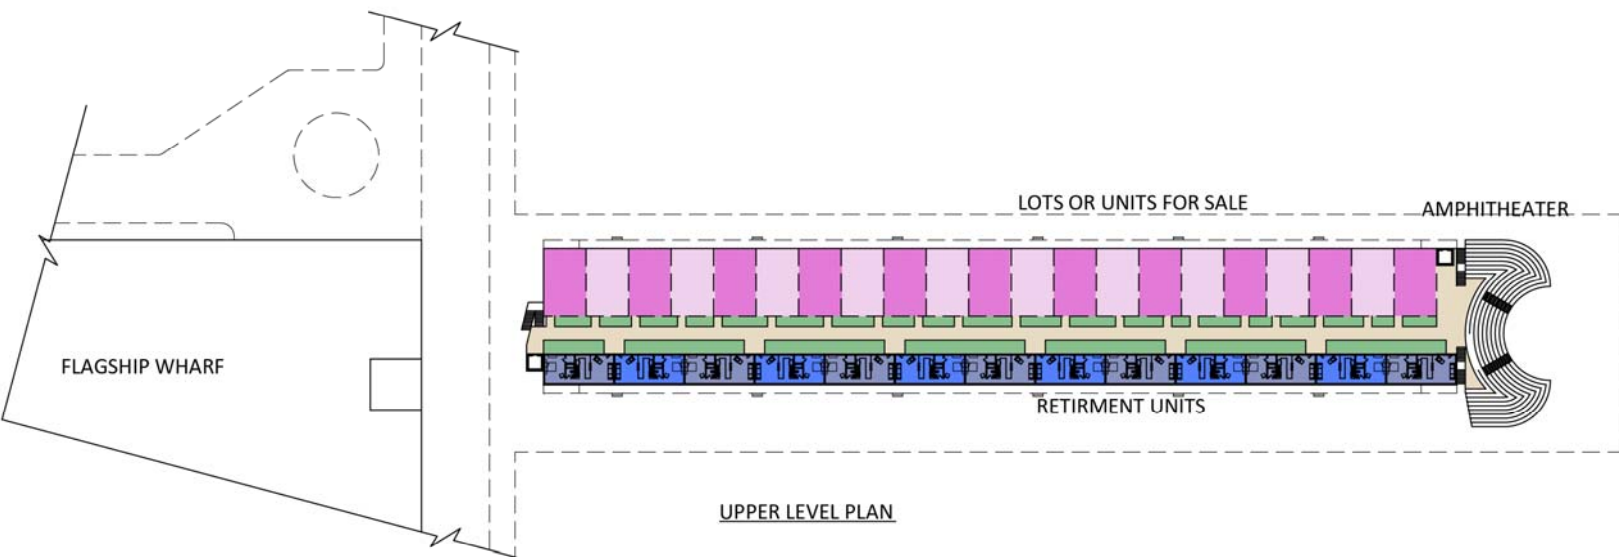 LOTS OR UNITS FOR SALE
AMPHITHEATER
FLAGSHIP WHARF
RETIRMENT UNITS
UPPER LEVEL PLAN